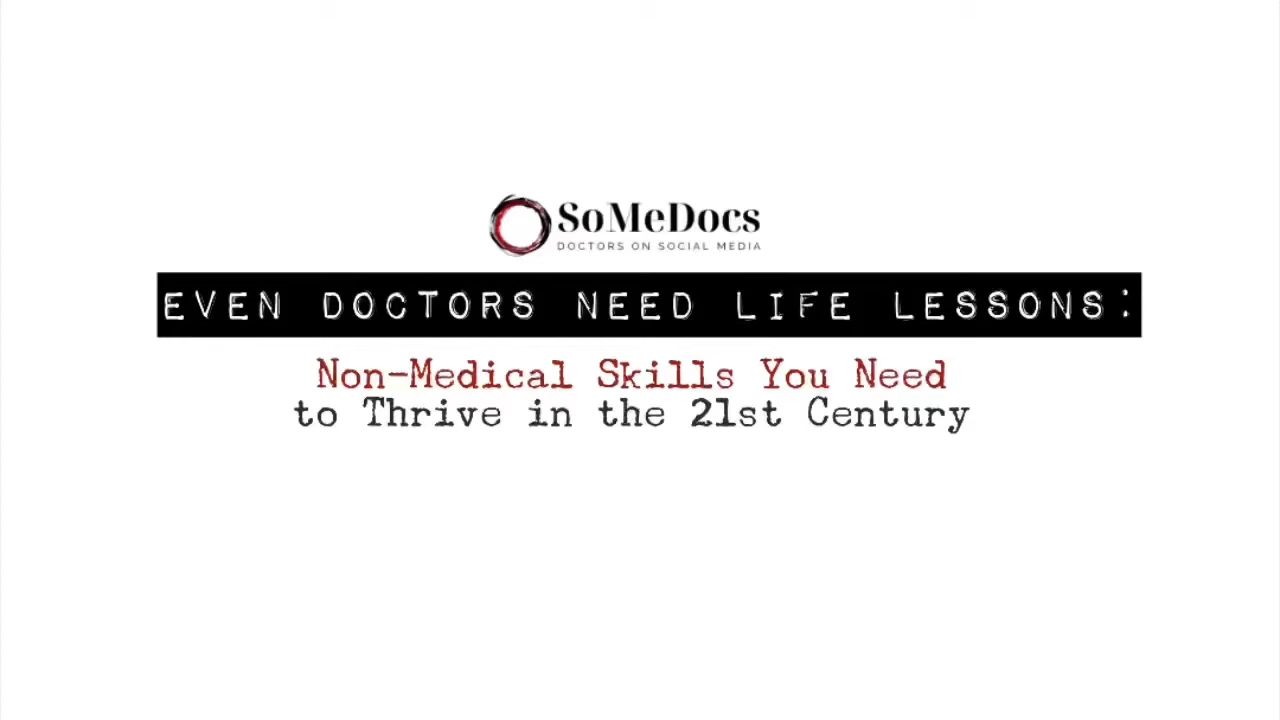 SoMeDocs
DOCTORS ON SOCIAL MEDIA
EVEN DOCTORS NEED LIFE LESSONS:
Non-Medical Skills You Need
to Thrive in the 21st Century